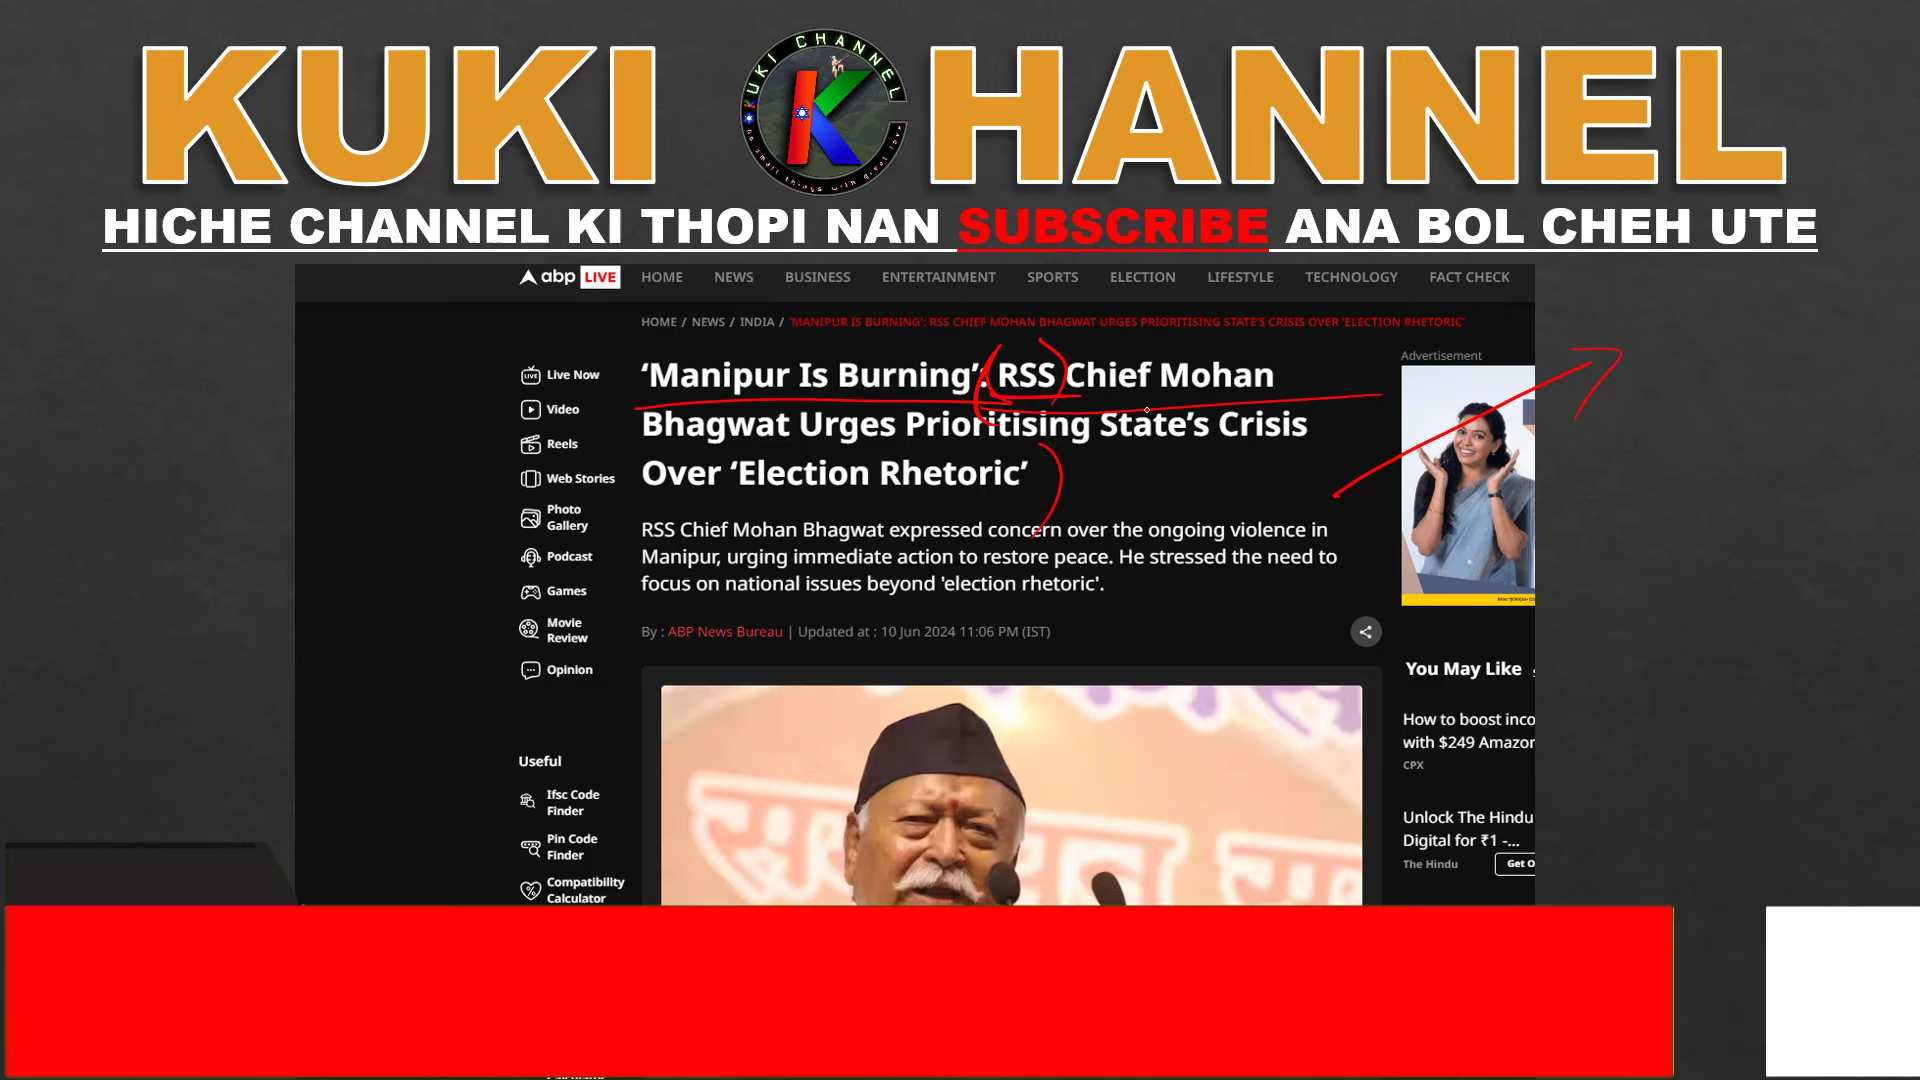 KUKI CHANNEL
KUKI CHANNEL
HICHE CHANNEL KI THOPI NAN SUBSCRIBE ANA BOL CHEH UTE
abp LIVE
HOME NEWS BUSINESS ENTERTAINMENT SPORTS ELECTION LIFESTYLE TECHNOLOGY FACT CHECK
HOME / NEWS / INDIA / 'MANIPUR IS BURNING': RSS CHIEF MOHAN BHAGWAT URGES PRIORITISING STATE'S CRISIS OVER 'ELECTION RHETORIC'
Live Now
Video
Reels
Web Stories
Photo
Gallery
Podcast
Games
Movie
Review
Opinion
Useful
Ifsc Code
Finder
Pin Code
Finder
Compatibility
Calculator
‘Manipur Is Burning’: RSS Chief Mohan
Bhagwat Urges Prioritising State’s Crisis
Over ‘Election Rhetoric’
RSS Chief Mohan Bhagwat expressed concern over the ongoing violence in
Manipur, urging immediate action to restore peace. He stressed the need to
focus on national issues beyond 'election rhetoric'.
By : ABP News Bureau | Updated at : 10 Jun 2024 11:06 PM (IST)
Advertisement
You May Like
How to boost inco
with $249 Amazon
CPX
Unlock The Hindu
Digital for ₹1 -...
The Hindu
Get O